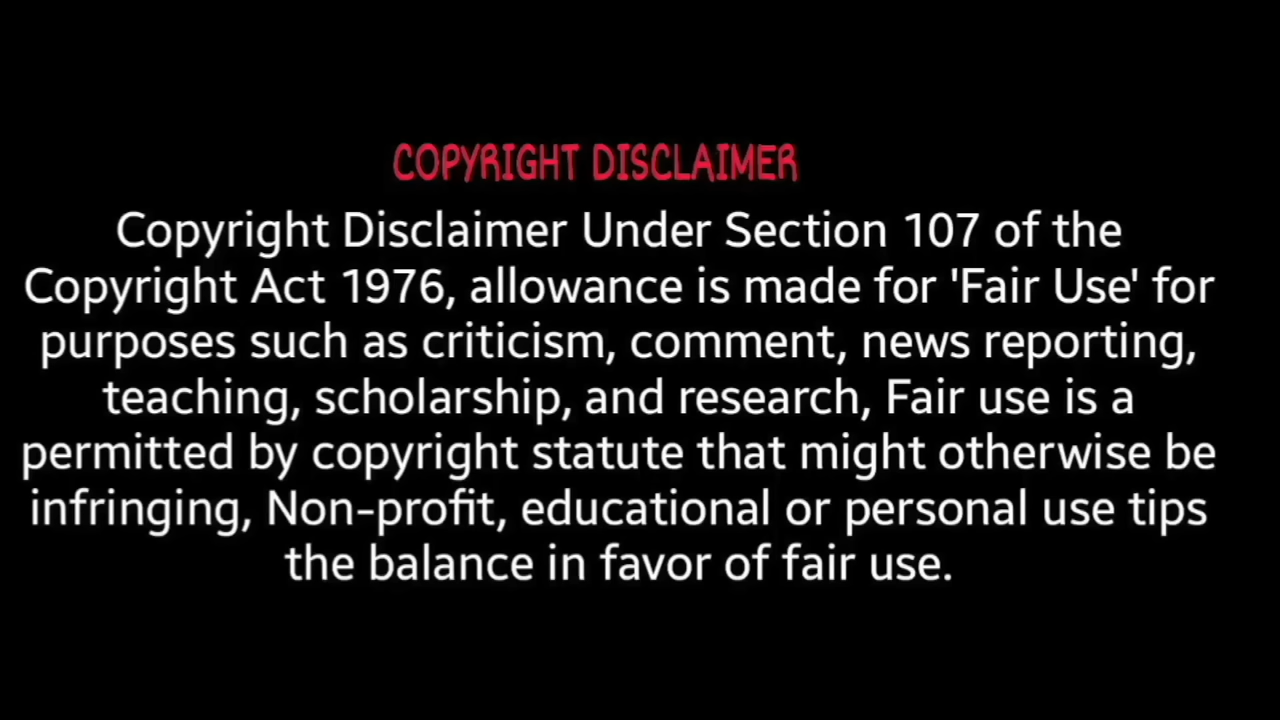 COPYRIGHT DISCLAIMER
Copyright Disclaimer Under Section 107 of the
Copyright Act 1976, allowance is made for 'Fair Use' for
purposes such as criticism, comment, news reporting,
teaching, scholarship, and research, Fair use is a
permitted by copyright statute that might otherwise be
infringing, Non-profit, educational or personal use tips
the balance in favor of fair use.